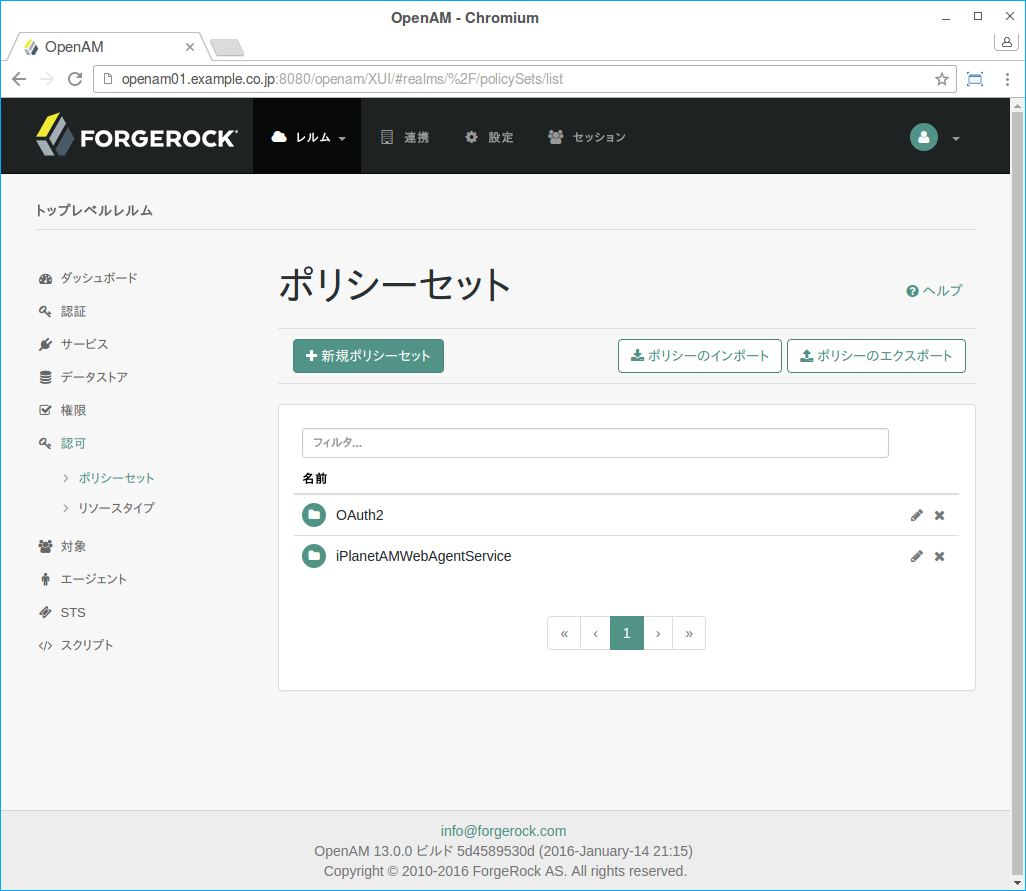 OpenAM - Chromium
OpenAM
openam01.example.co.jp:8080/openam/XUI/#realms/%2F/policySets/list
FORGEROCK レルム 連携 設定 セッション
トップレベルレルム
ダッシュボード
認証
サービス
データストア
権限
認可
ポリシーセット
リソースタイプ
対象
エージェント
STS
スクリプト
ポリシーセット
ヘルプ
新規ポリシーセット ポリシーのインポート ポリシーのエクスポート
フィルタ...
名前
OAuth2
iPlanetAMWebAgentService
« ‹ 1 › »
info@forgerock.com
OpenAM 13.0.0 ビルド 5d4589530d (2016-January-14 21:15)
Copyright © 2010-2016 ForgeRock AS. All rights reserved.